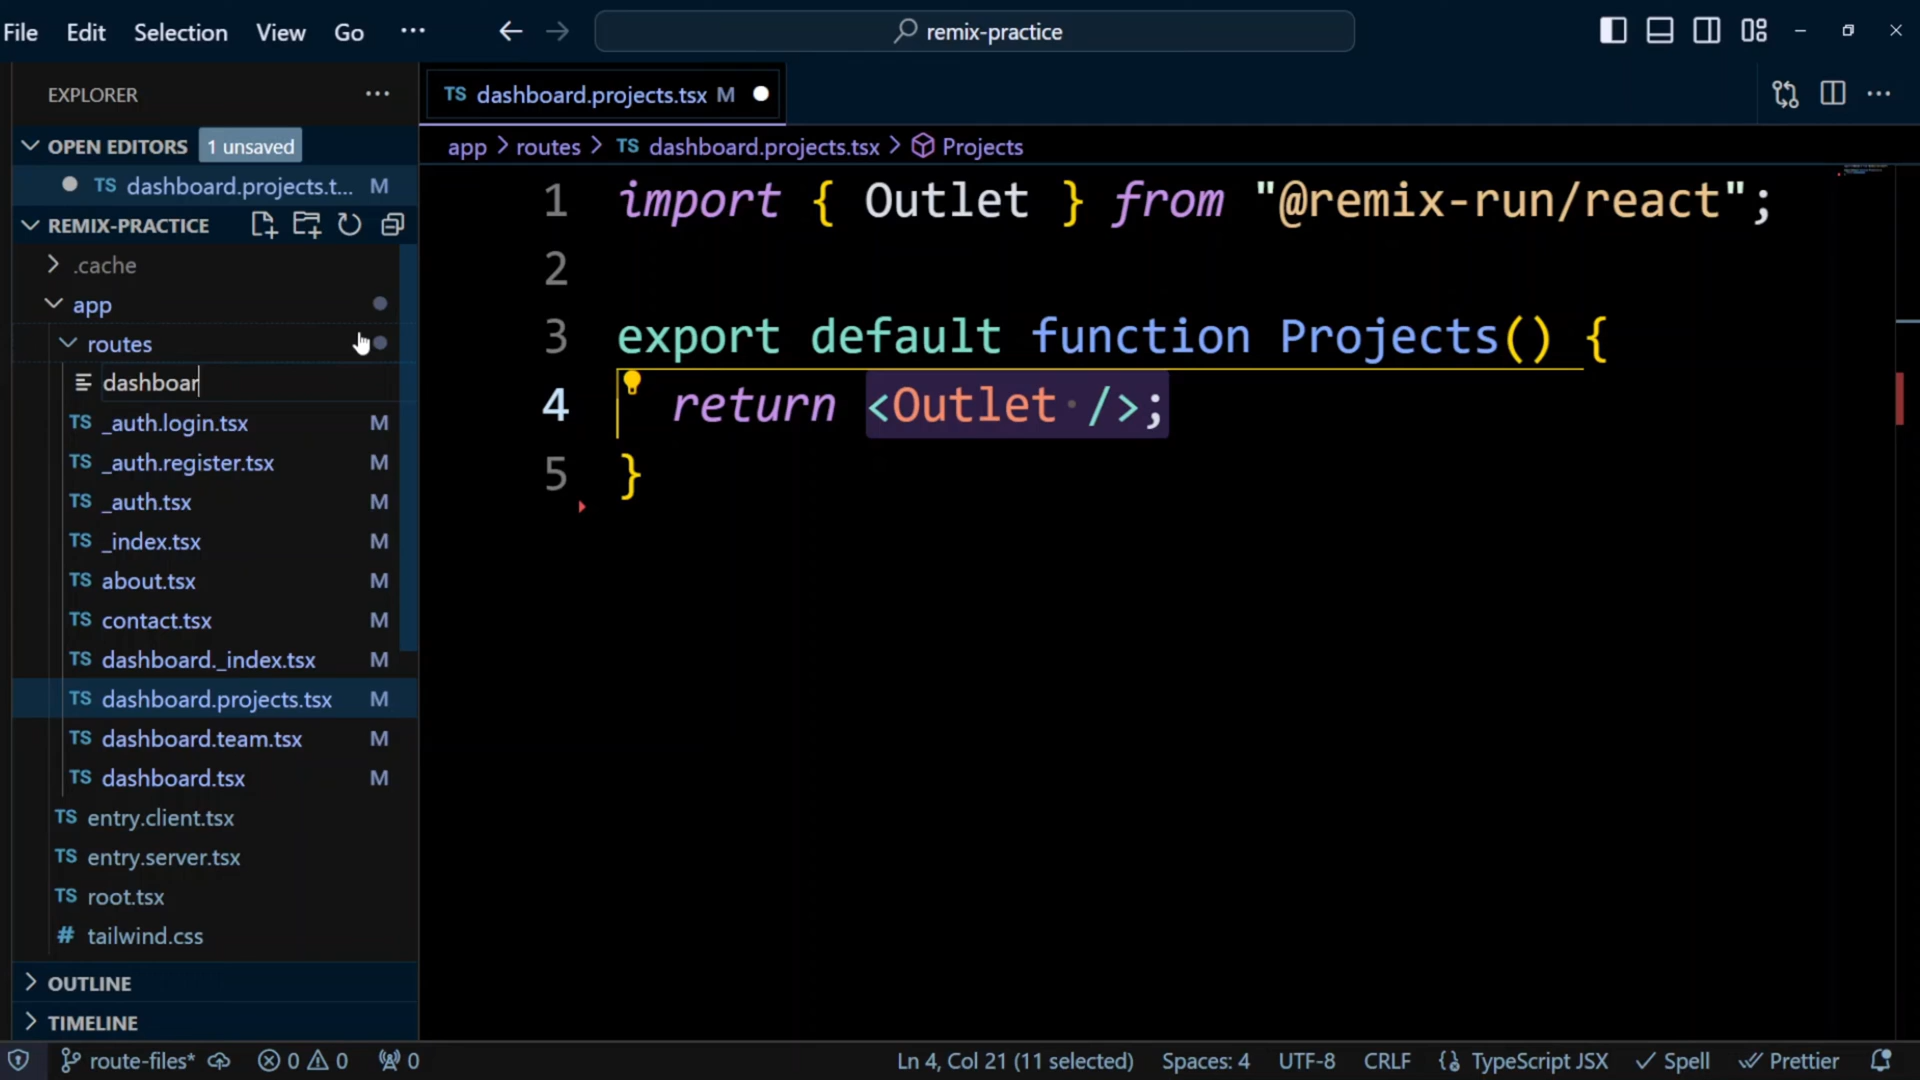 File Edit Selection View Go ··· remix-practice
EXPLORER ···
TS dashboard.projects.tsx M
OPEN EDITORS 1 unsaved
app > routes > TS dashboard.projects.tsx > Projects
TS dashboard.projects.t... M
REMIX-PRACTICE
.cache
app
routes
dashboar
TS _auth.login.tsx M
TS _auth.register.tsx M
TS _auth.tsx M
TS _index.tsx M
TS about.tsx M
TS contact.tsx M
TS dashboard._index.tsx M
TS dashboard.projects.tsx M
TS dashboard.team.tsx M
TS dashboard.tsx M
TS entry.client.tsx
TS entry.server.tsx
TS root.tsx
# tailwind.css
OUTLINE
TIMELINE
1 import { Outlet } from "@remix-run/react";
2
3 export default function Projects() {
4 return <Outlet·/>;
5 }
route-files* 0 0 0 Ln 4, Col 21 (11 selected) Spaces: 4 UTF-8 CRLF {} TypeScript JSX Spell Prettier